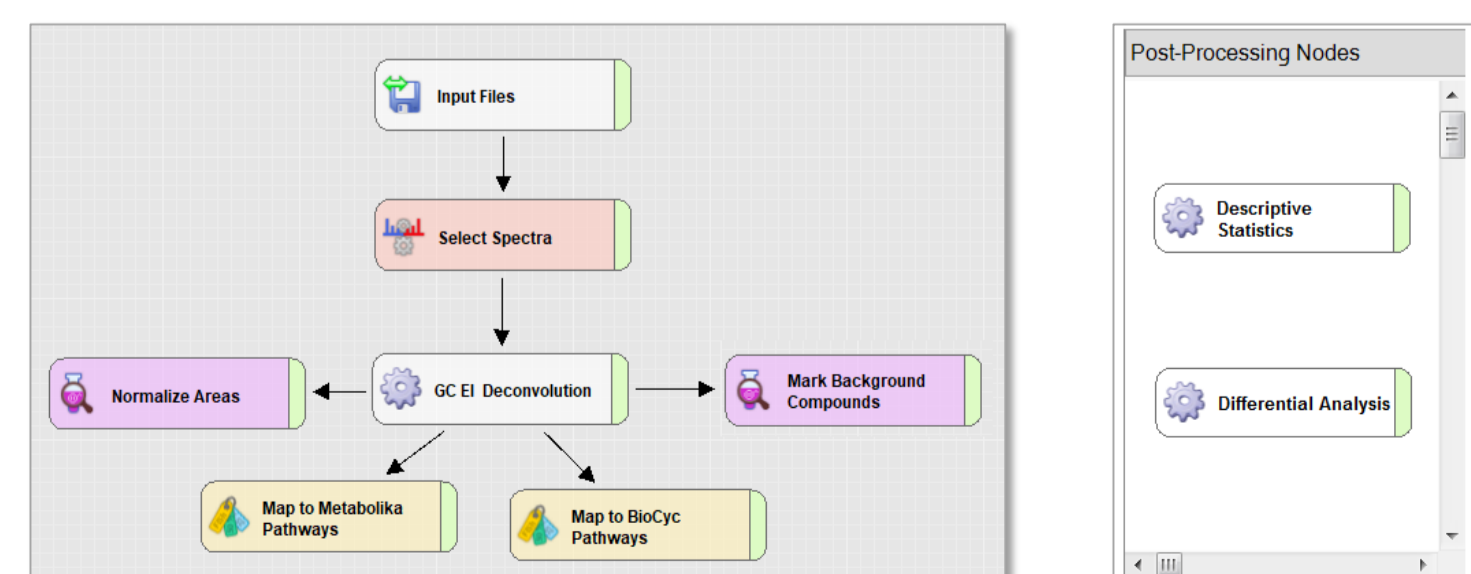 Input Files
Select Spectra
Normalize Areas
GC EI Deconvolution
Mark Background
Compounds
Map to Metabolika
Pathways
Map to BioCyc
Pathways
Post-Processing Nodes
Descriptive
Statistics
Differential Analysis